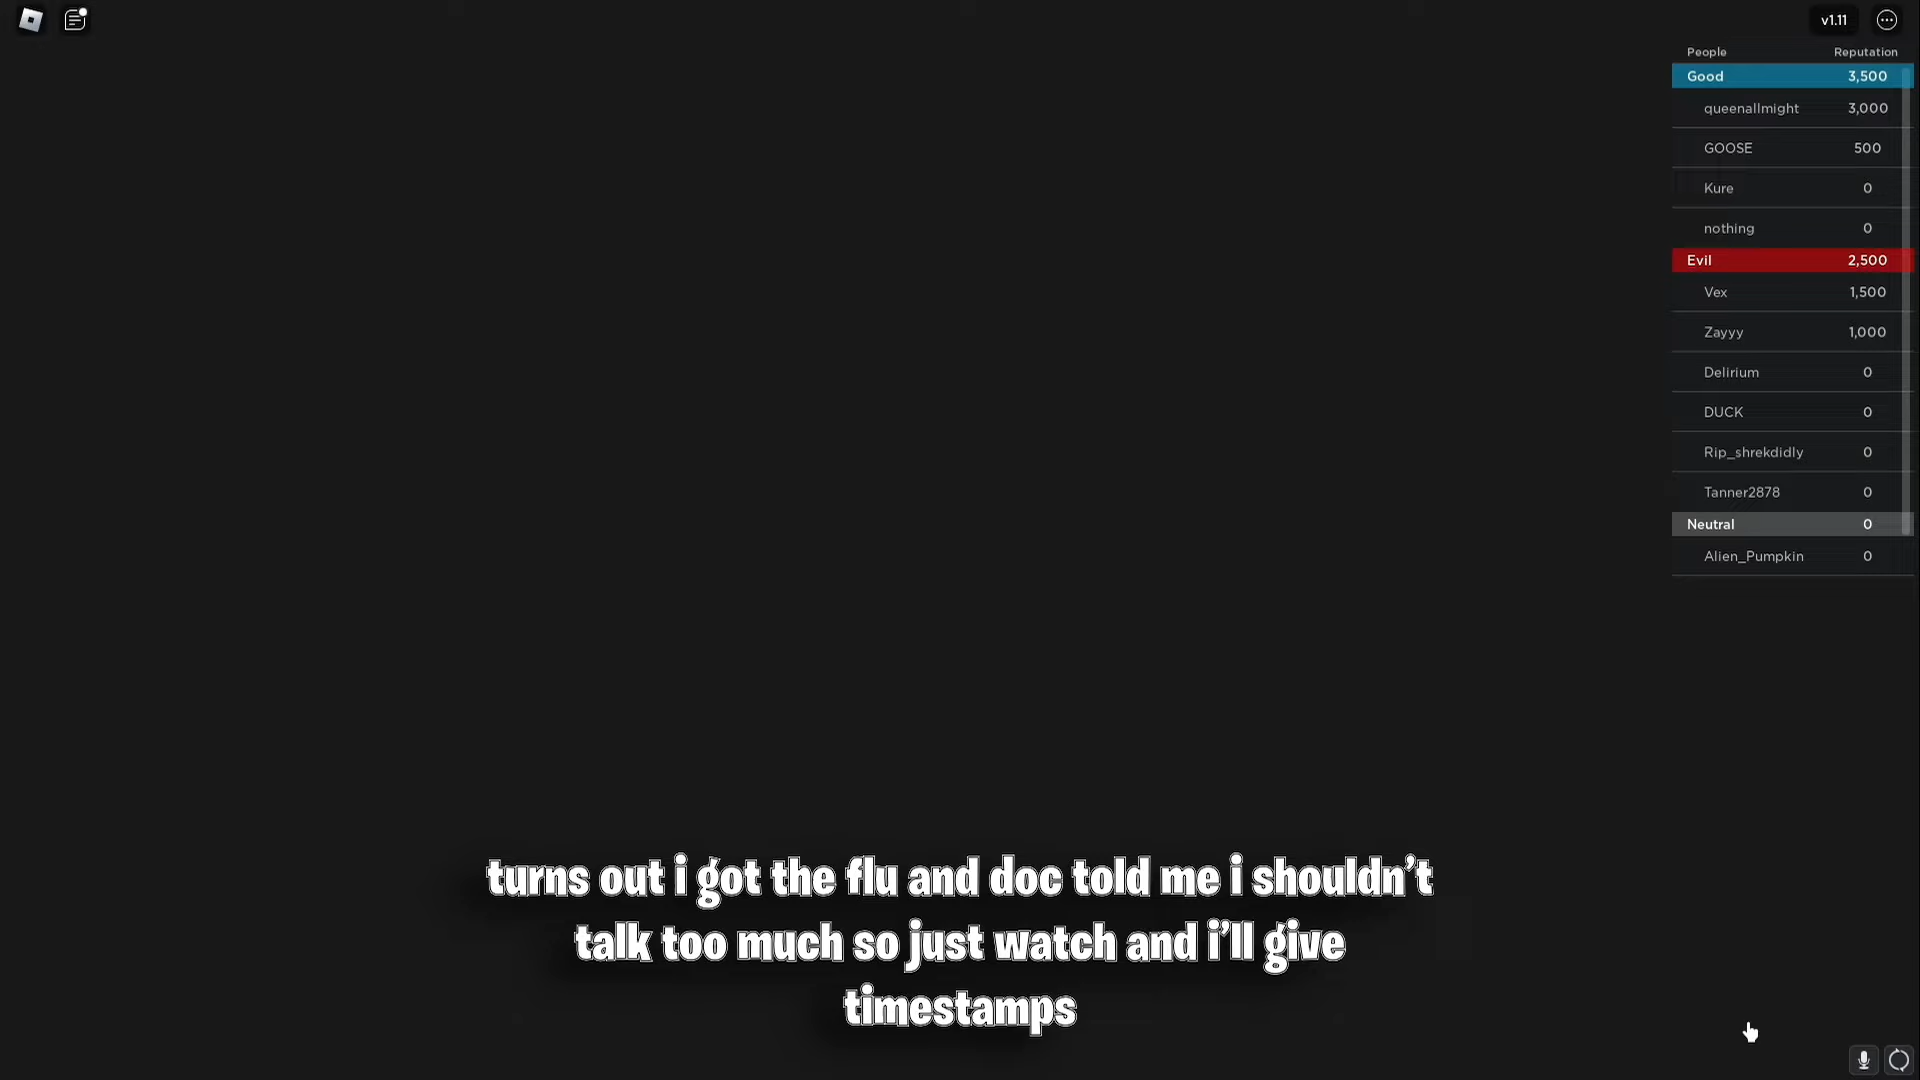 v1.11
People Reputation
Good 3,500
queenallmight 3,000
GOOSE 500
Kure 0
nothing 0
Evil 2,500
Vex 1,500
Zayyy 1,000
Delirium 0
DUCK 0
Rip_shrekdidly 0
Tanner2878 0
Neutral 0
Alien_Pumpkin 0
turns out i got the flu and doc told me i shouldn't
talk too much so just watch and i'll give
timestamps